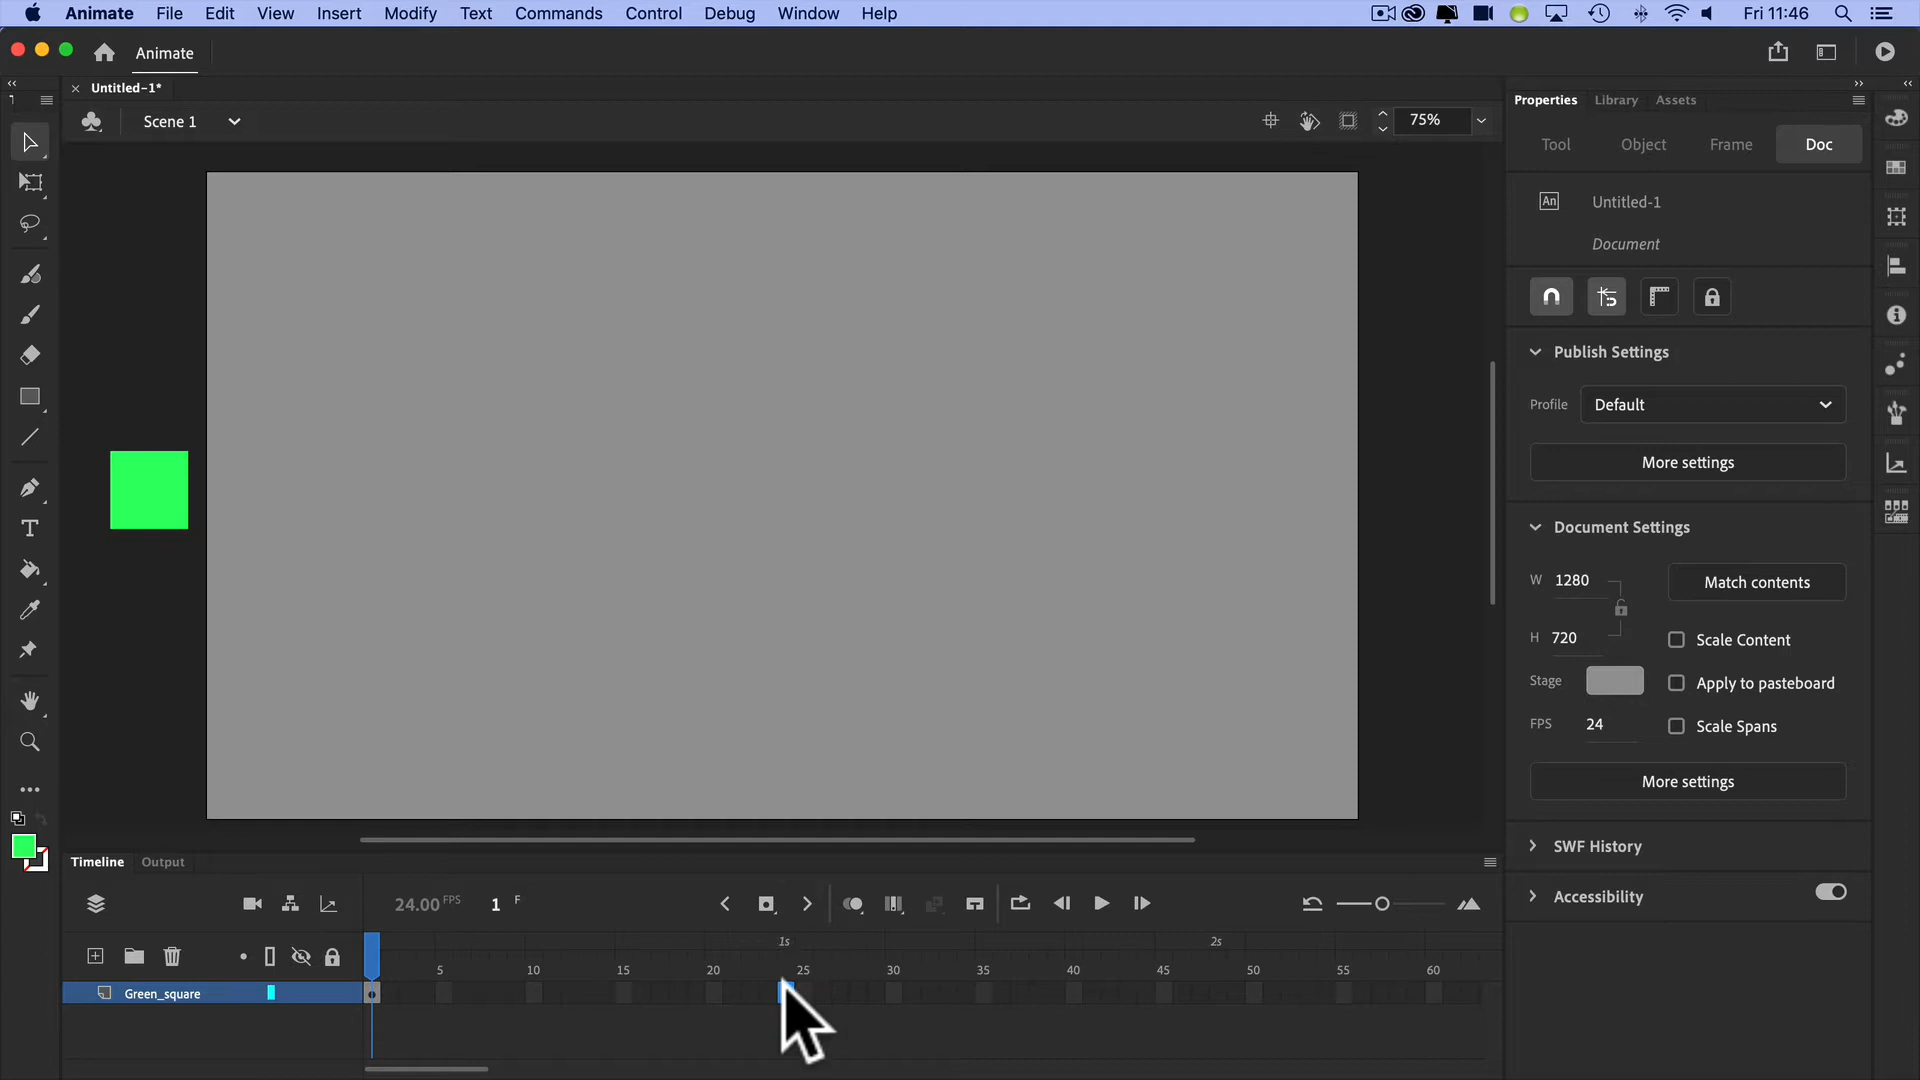 Animate File Edit View Insert Modify Text Commands Control Debug Window Help Fri 11:46
Animate
Untitled-1*
Scene 1
75%
Properties Library Assets
Tool Object Frame Doc
An Untitled-1
Document
Publish Settings
Profile Default
More settings
Document Settings
W 1280 Match contents
H 720 Scale Content
Stage Apply to pasteboard
FPS 24 Scale Spans
More settings
SWF History
Accessibility
Timeline Output
24.00 FPS 1 F
1s 2s
5 10 15 20 25 30 35 40 45 50 55 60
Green_square